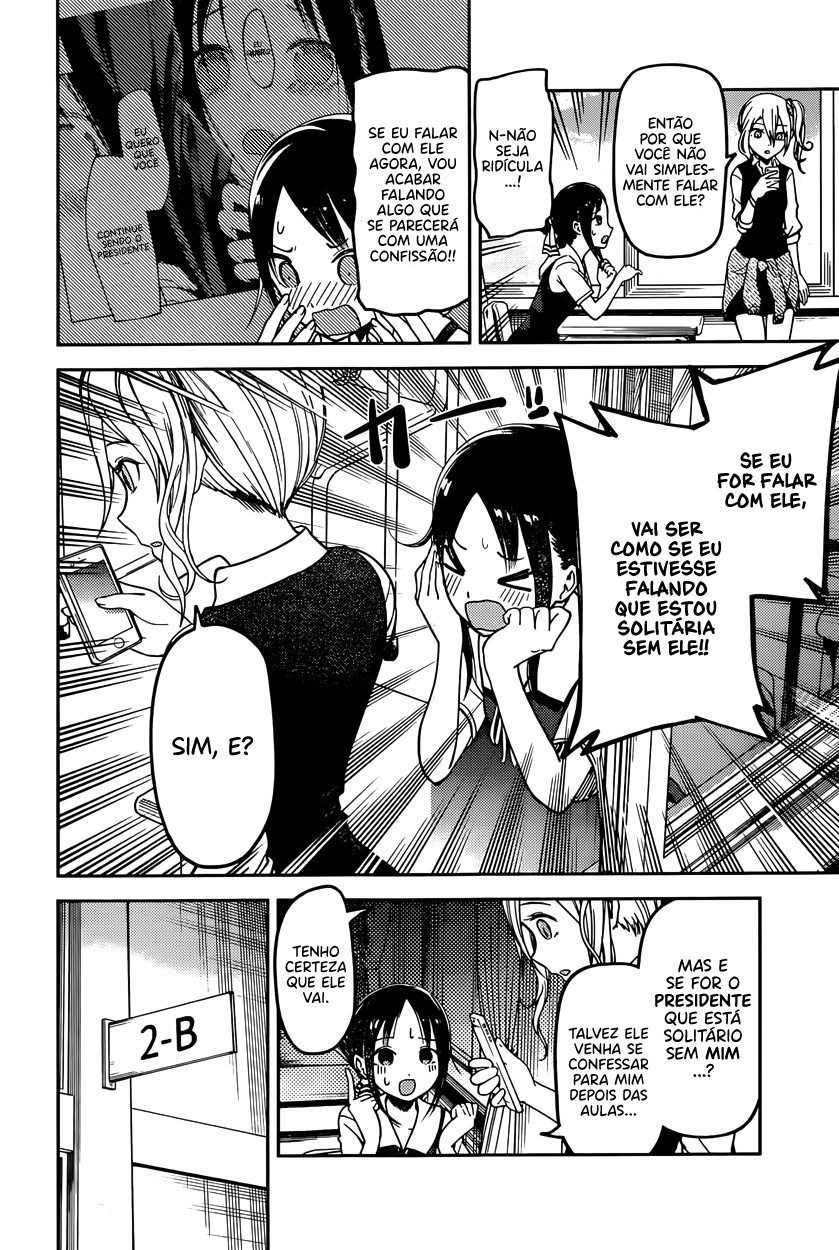 ENTÃO
POR QUE
VOCÊ NÃO
VAI SIMPLES-
MENTE FALAR
COM ELE?
N-NÃO
SEJA
RIDÍCULA
...!
SE EU FALAR
COM ELE
AGORA, VOU
ACABAR
FALANDO
ALGO QUE
SE PARECERÁ
COM UMA
CONFISSÃO!!
EU
QUERO!
EU
QUERO QUE
VOCÊ
CONTINUE
SENDO O
PRESIDENTE
SE EU
FOR FALAR
COM ELE,
VAI SER
COMO SE EU
ESTIVESSE
FALANDO
QUE ESTOU
SOLITÁRIA
SEM ELE!!
カー!!
SIM, E?
MAS E
SE FOR O
PRESIDENTE
QUE ESTÁ
SOLITÁRIO
SEM MIM
...?
TALVEZ ELE
VENHA SE
CONFESSAR
PARA MIM
DEPOIS DAS
AULAS...
TENHO
CERTEZA
QUE ELE
VAI.
2-B